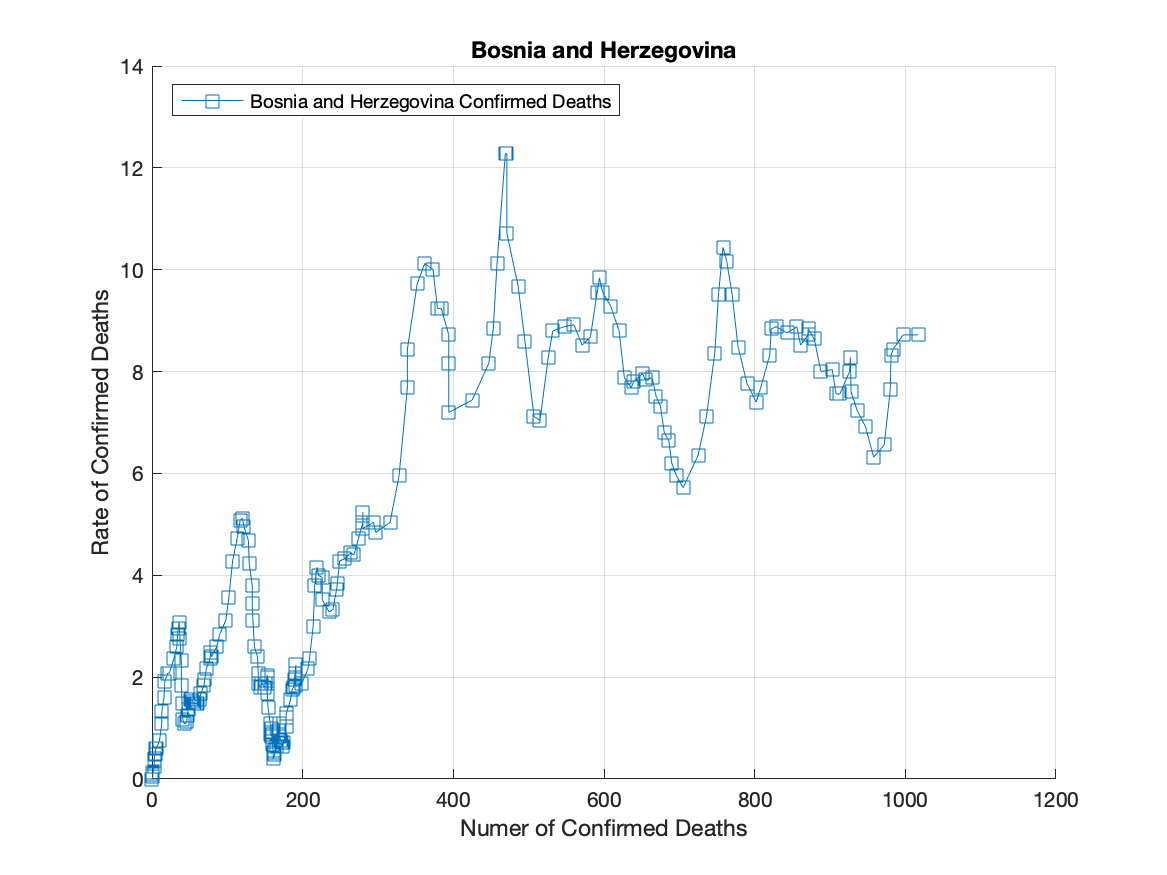 Bosnia and Herzegovina
14
Bosnia and Herzegovina Confirmed Deaths
12
10
8
6
4
2
0
Rate of Confirmed Deaths
0 200 400 600 800 1000 1200
Numer of Confirmed Deaths